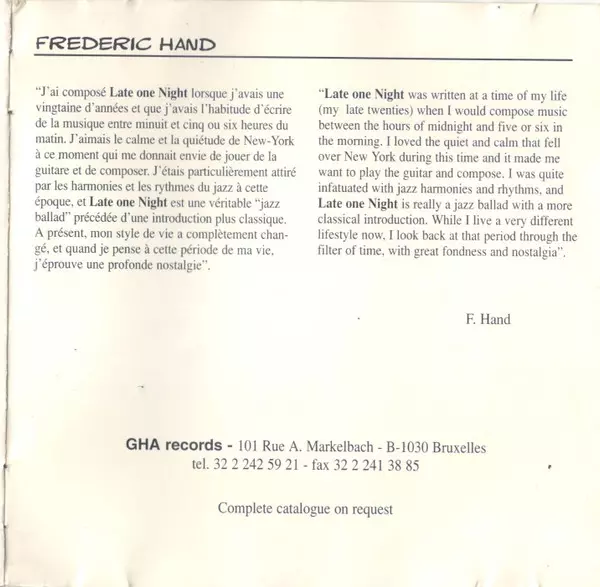 FREDERIC HAND
“J’ai composé Late one Night lorsque j’avais une
vingtaine d’années et que j’avais l’habitude d’écrire
de la musique entre minuit et cinq ou six heures du
matin. J’aimais le calme et la quiétude de New-York
à ce moment qui me donnait envie de jouer de la
guitare et de composer. J’étais particulièrement attiré
par les harmonies et les rythmes du jazz à cette
époque, et Late one Night est une véritable “jazz
ballad” précédée d’une introduction plus classique.
A présent, mon style de vie a complètement chan-
gé, et quand je pense à cette période de ma vie,
j’éprouve une profonde nostalgie”.
“Late one Night was written at a time of my life
(my late twenties) when I would compose music
between the hours of midnight and five or six in
the morning. I loved the quiet and calm that fell
over New York during this time and it made me
want to play the guitar and compose. I was quite
infatuated with jazz harmonies and rhythms, and
Late one Night is really a jazz ballad with a more
classical introduction. While I live a very different
lifestyle now, I look back at that period through the
filter of time, with great fondness and nostalgia”.
F. Hand
GHA records - 101 Rue A. Markelbach - B-1030 Bruxelles
tel. 32 2 242 59 21 - fax 32 2 241 38 85
Complete catalogue on request